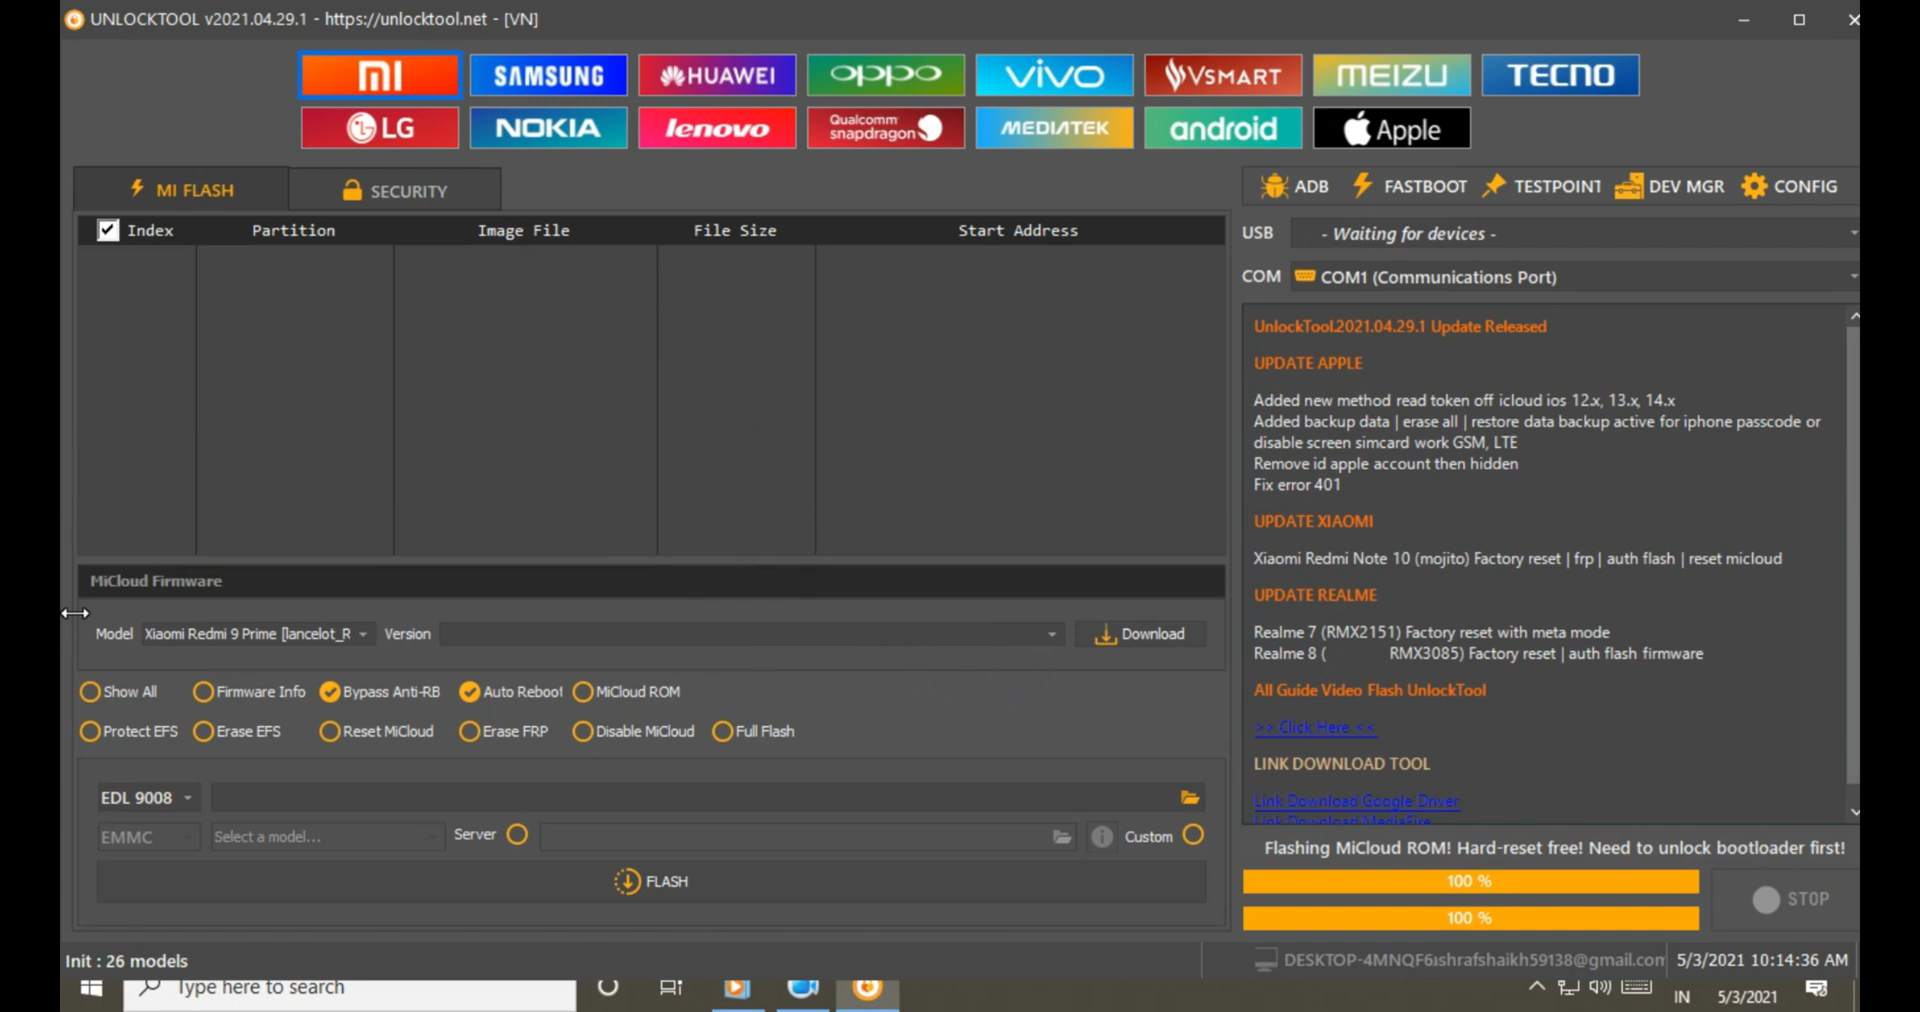 UNLOCKTOOL v2021.04.29.1 - https://unlocktool.net - [VN]
mi SAMSUNG HUAWEI oppo vivo VSMART MEIZU TECNO
LG NOKIA lenovo Qualcomm snapdragon MEDIATEK android Apple
MI FLASH SECURITY
ADB FASTBOOT TESTPOINT DEV MGR CONFIG
Index Partition Image File File Size Start Address
USB - Waiting for devices -
COM COM1 (Communications Port)
UnlockTool.2021.04.29.1 Update Released
UPDATE APPLE
Added new method read token off icloud ios 12.x, 13.x, 14.x
Added backup data | erase all | restore data backup active for iphone passcode or
disable screen simcard work GSM, LTE
Remove id apple account then hidden
Fix error 401
UPDATE XIAOMI
Xiaomi Redmi Note 10 (mojito) Factory reset | frp | auth flash | reset micloud
UPDATE REALME
Realme 7 (RMX2151) Factory reset with meta mode
Realme 8 ( RMX3085) Factory reset | auth flash firmware
All Guide Video Flash UnlockTool
>> Click Here <<
LINK DOWNLOAD TOOL
Link Download Google Driver
Link Download MediaFire
MiCloud Firmware
Model Xiaomi Redmi 9 Prime [lancelot_R Version Download
Show All Firmware Info Bypass Anti-RB Auto Reboot MiCloud ROM
Protect EFS Erase EFS Reset MiCloud Erase FRP Disable MiCloud Full Flash
EDL 9008
EMMC Select a model... Server Custom
FLASH
Flashing MiCloud ROM! Hard-reset free! Need to unlock bootloader first!
100 %
100 %
STOP
Init : 26 models
DESKTOP-4MNQF6 shrafshaikh59138@gmail.com 5/3/2021 10:14:36 AM
Type here to search
IN 5/3/2021